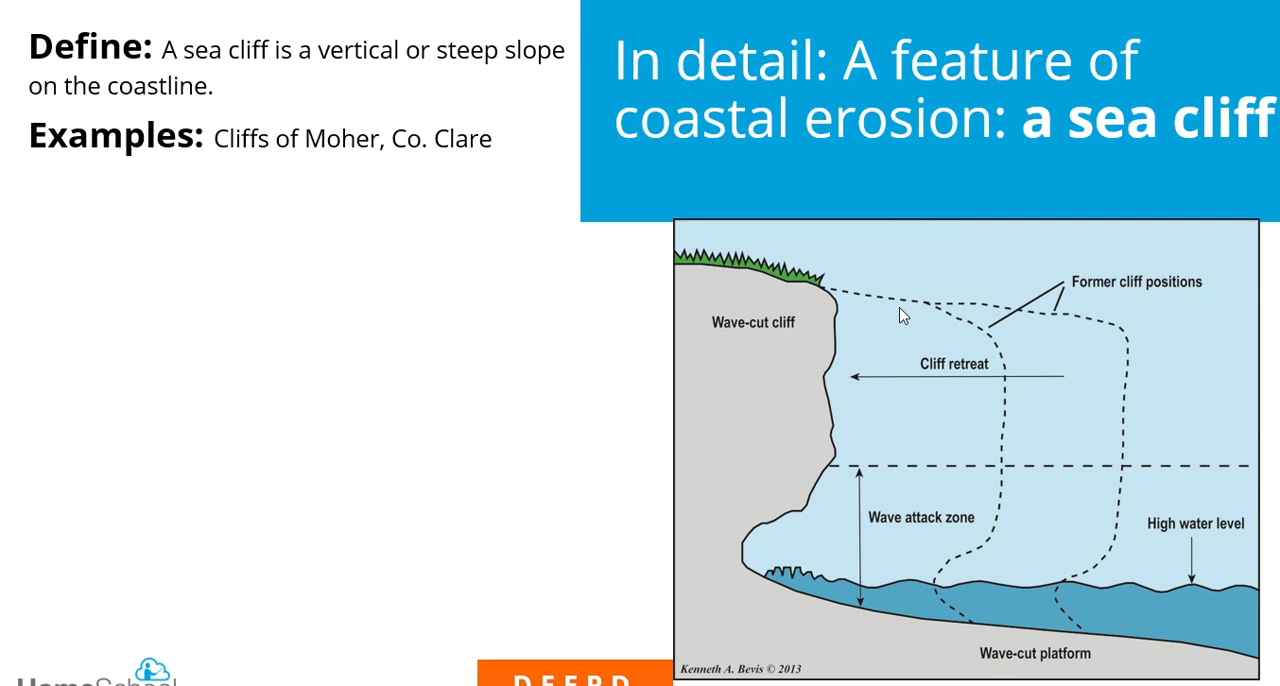 Define: A sea cliff is a vertical or steep slope
on the coastline.
Examples: Cliffs of Moher, Co. Clare
In detail: A feature of
coastal erosion: a sea cliff
Former cliff positions
Wave-cut cliff
Cliff retreat
Wave attack zone
High water level
Wave-cut platform
Kenneth A. Bevis © 2013
HomeSchool